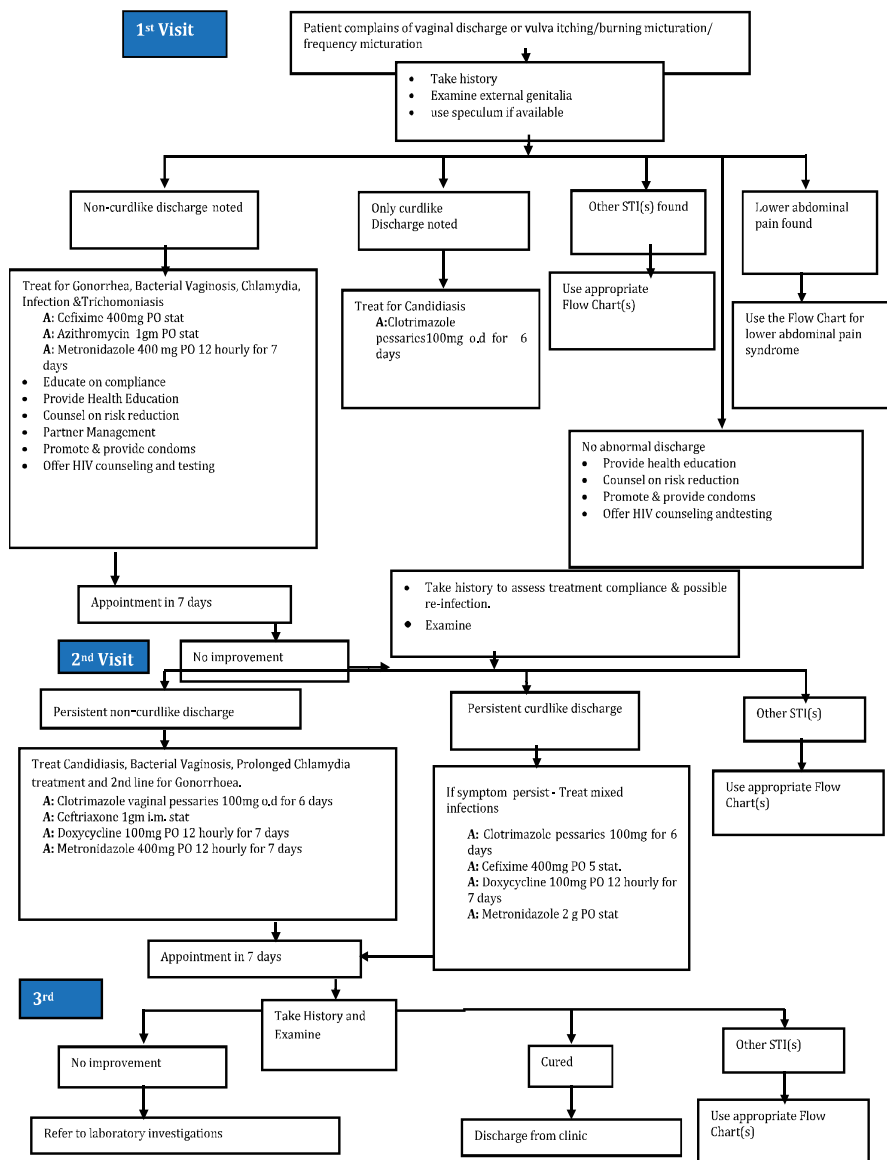 1st Visit
Patient complains of vaginal discharge or vulva itching/burning micturation/
frequency micturation
• Take history
• Examine external genitalia
• use speculum if available
Non-curdlike discharge noted
Only curdlike
Discharge noted
Other STI(s) found
Lower abdominal
pain found
Treat for Gonorrhea, Bacterial Vaginosis, Chlamydia,
Infection &Trichomoniasis
A: Cefixime 400mg PO stat
A: Azithromycin 1gm PO stat
A: Metronidazole 400 mg PO 12 hourly for 7
days
• Educate on compliance
• Provide Health Education
• Counsel on risk reduction
• Partner Management
• Promote & provide condoms
• Offer HIV counseling and testing
Treat for Candidiasis
A:Clotrimazole
pessaries100mg o.d for 6
days
Use appropriate
Flow Chart(s)
Use the Flow Chart for
lower abdominal pain
syndrome
No abnormal discharge
• Provide health education
• Counsel on risk reduction
• Promote & provide condoms
• Offer HIV counseling andtesting
Appointment in 7 days
• Take history to assess treatment compliance & possible
re-infection.
• Examine
2nd Visit
No improvement
Persistent non-curdlike discharge
Persistent curdlike discharge
Other STI(s)
Treat Candidiasis, Bacterial Vaginosis, Prolonged Chlamydia
treatment and 2nd line for Gonorrhoea.
A: Clotrimazole vaginal pessaries 100mg o.d for 6 days
A: Ceftriaxone 1gm i.m. stat
A: Doxycycline 100mg PO 12 hourly for 7 days
A: Metronidazole 400mg PO 12 hourly for 7 days
If symptom persist - Treat mixed
infections
A: Clotrimazole pessaries 100mg for 6
days
A: Cefixime 400mg PO 5 stat.
A: Doxycycline 100mg PO 12 hourly for
7 days
A: Metronidazole 2 g PO stat
Use appropriate Flow
Chart(s)
Appointment in 7 days
3rd
Take History and
Examine
No improvement
Cured
Other STI(s)
Refer to laboratory investigations
Discharge from clinic
Use appropriate Flow
Chart(s)